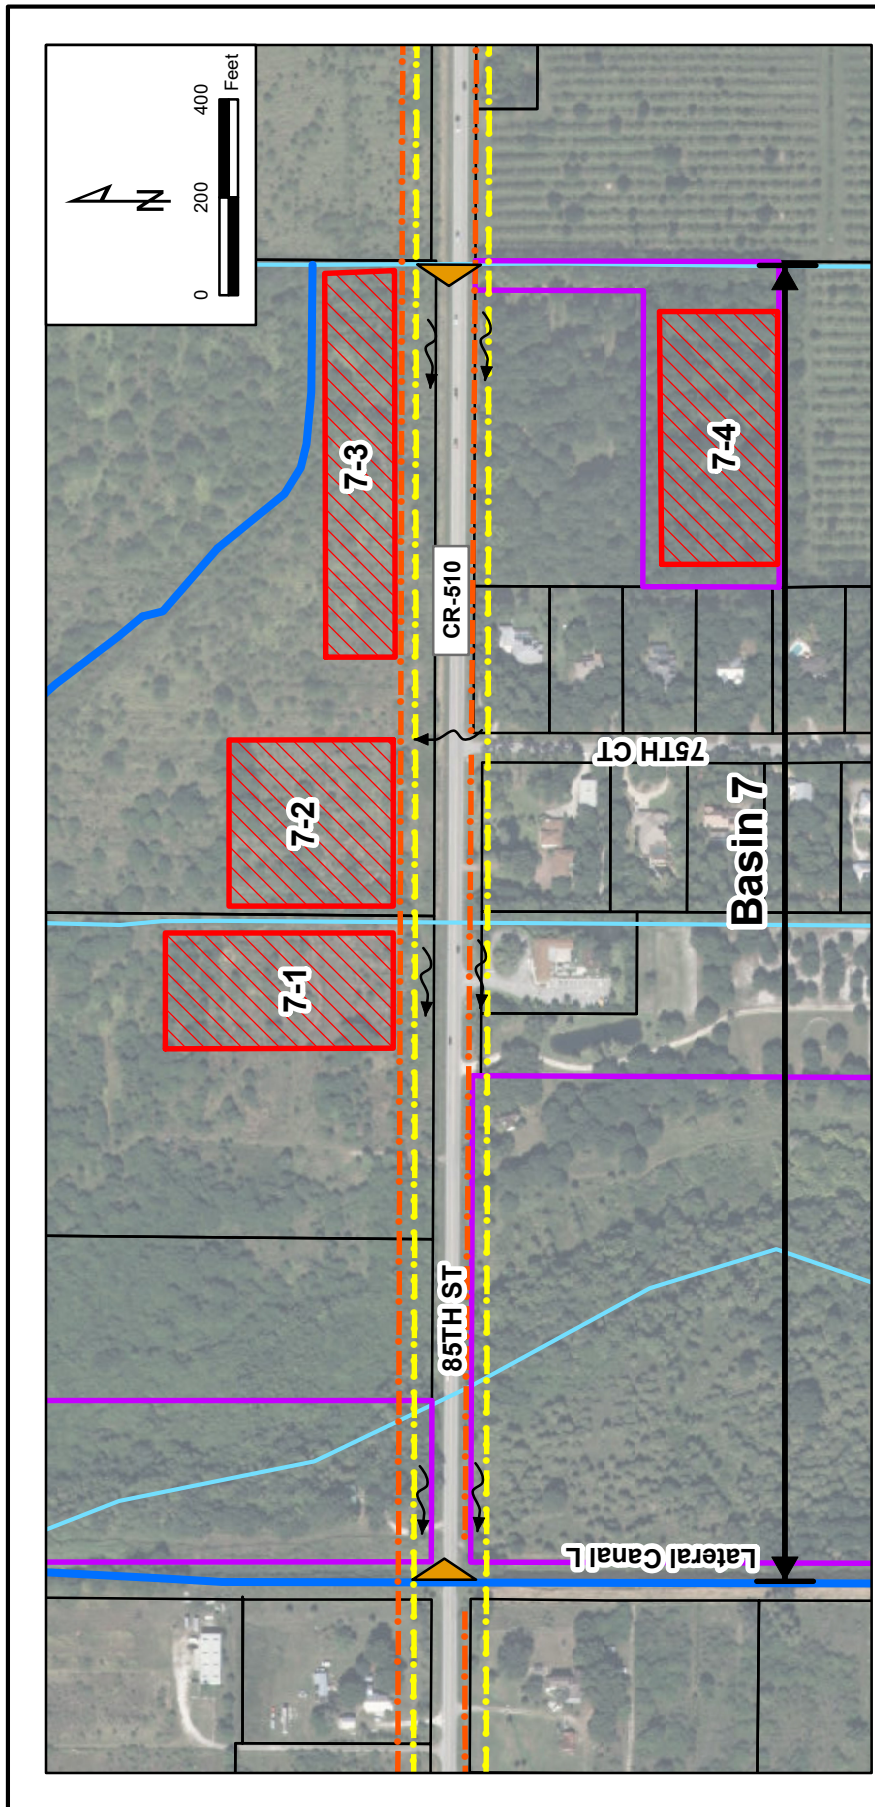 N
0 200 400
Feet
7-3
7-4
CR-510
7-2
75TH CT
Basin 7
7-1
85TH ST
Lateral Canal L